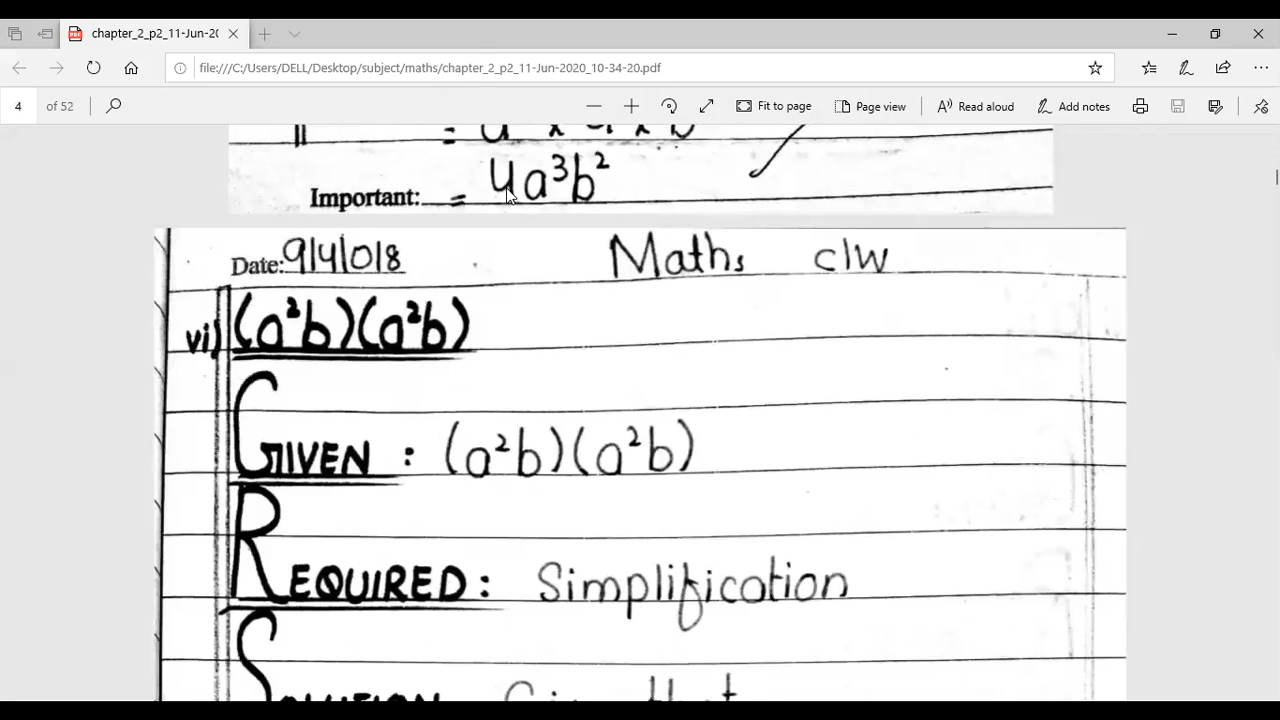 chapter_2_p2_11-Jun-20
file:///C:/Users/DELL/Desktop/subject/maths/chapter_2_p2_11-Jun-2020_10-34-20.pdf
4 of 52 Fit to page Page view Read aloud Add notes
Important: = 4a³b²
Date: 9/4/018 Maths c/w
vi) (a²b)(a²b)
GIVEN : (a²b)(a²b)
REQUIRED : Simplification
SOLUTION